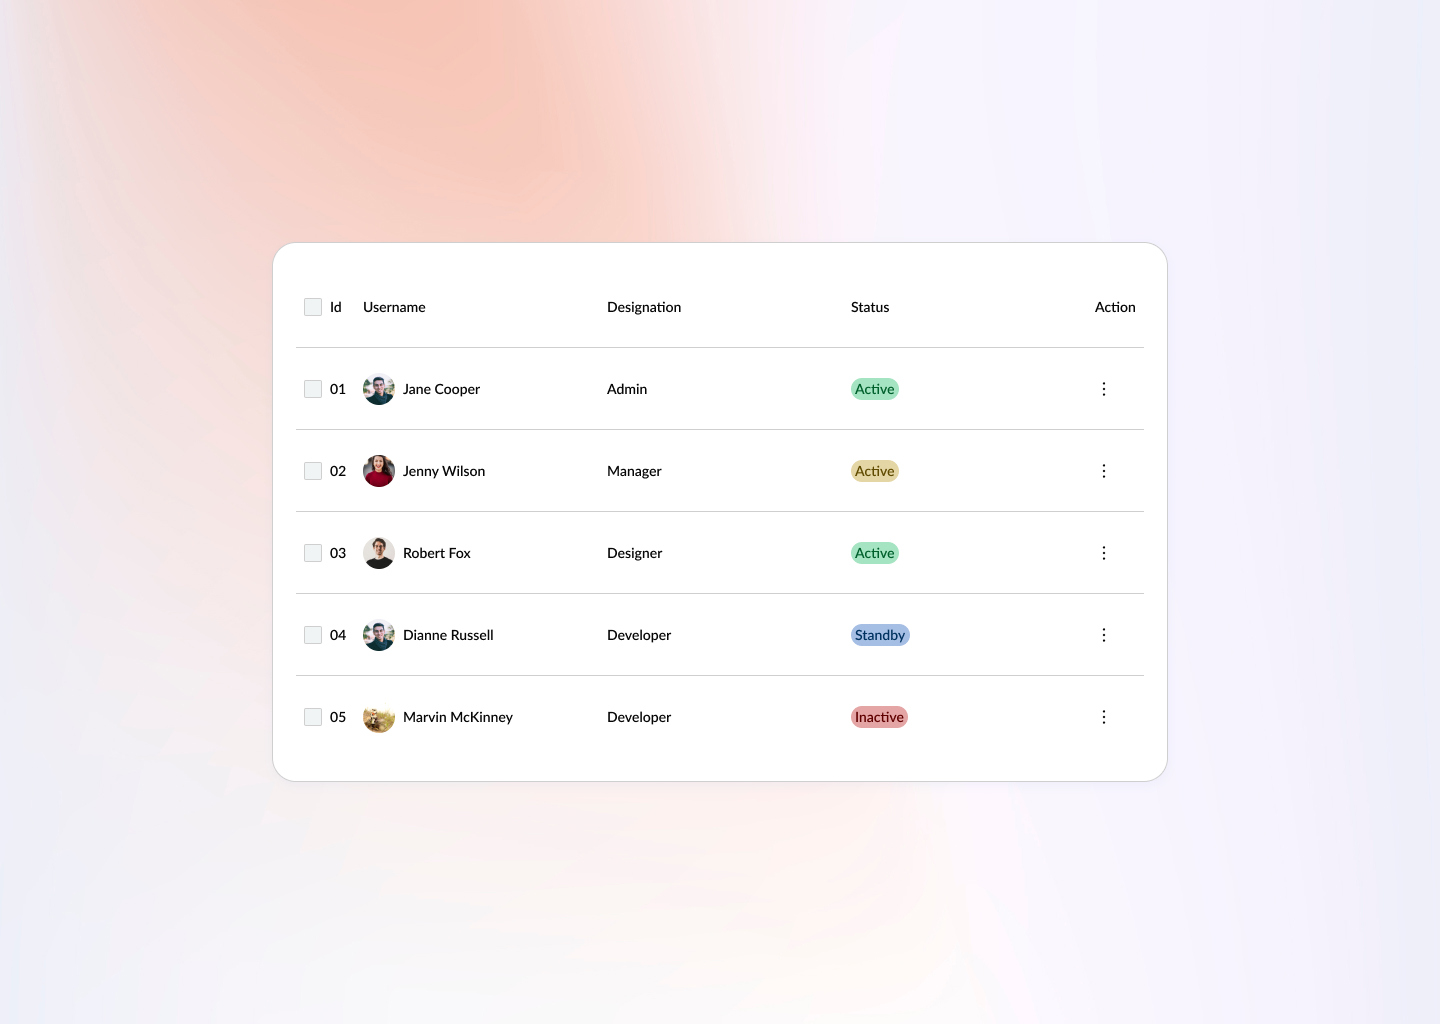 Id Username Designation Status Action
01 Jane Cooper Admin Active
02 Jenny Wilson Manager Active
03 Robert Fox Designer Active
04 Dianne Russell Developer Standby
05 Marvin McKinney Developer Inactive